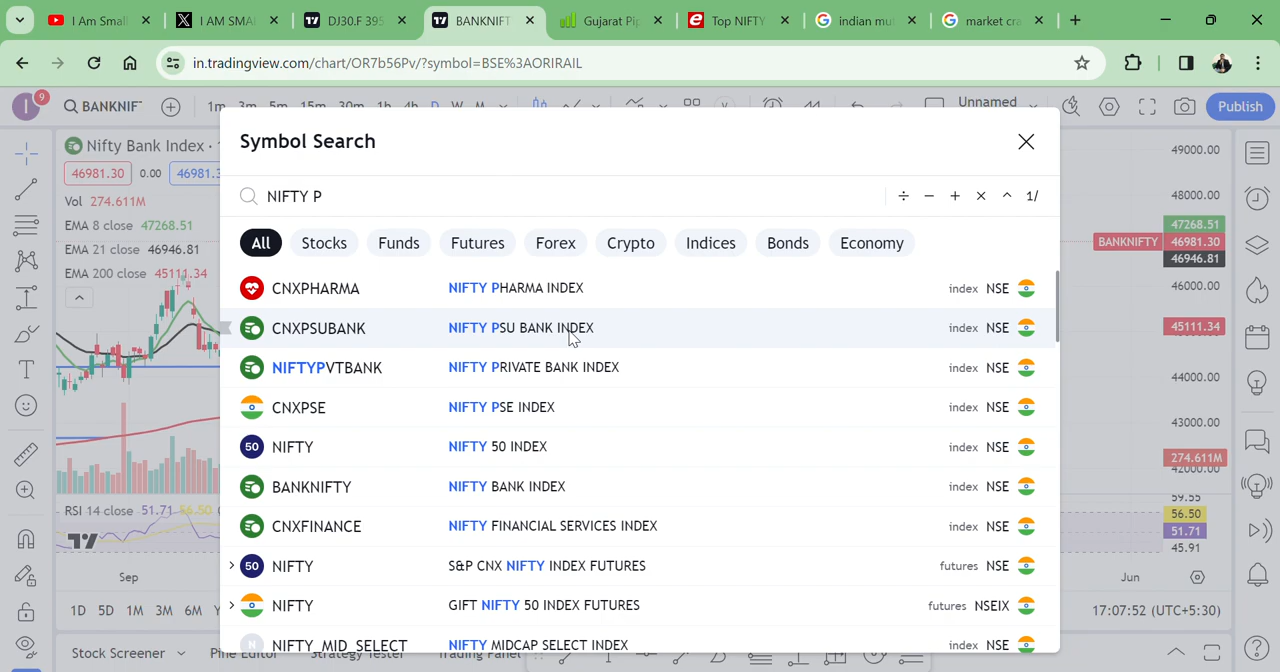 I Am Small
I AM SMA
DJ30.F 395
BANKNIFT
Gujarat Pip
Top NIFTY
indian mu
market cra
in.tradingview.com/chart/OR7b56Pv/?symbol=BSE%3AORIRAIL
9
BANKNIF
1m 3m 5m 15m 30m 1h 4h D W M
Unnamed
Publish
Nifty Bank Index ·
46981.30 0.00 46981.3
Vol 274.611M
EMA 8 close 47268.51
EMA 21 close 46946.81
EMA 200 close 45111.34
Symbol Search
NIFTY P
÷ − + × ^ 1/
All Stocks Funds Futures Forex Crypto Indices Bonds Economy
CNXPHARMA NIFTY PHARMA INDEX index NSE
CNXPSUBANK NIFTY PSU BANK INDEX index NSE
NIFTYPVTBANK NIFTY PRIVATE BANK INDEX index NSE
CNXPSE NIFTY PSE INDEX index NSE
50 NIFTY NIFTY 50 INDEX index NSE
BANKNIFTY NIFTY BANK INDEX index NSE
CNXFINANCE NIFTY FINANCIAL SERVICES INDEX index NSE
50 NIFTY S&P CNX NIFTY INDEX FUTURES futures NSE
NIFTY GIFT NIFTY 50 INDEX FUTURES futures NSEIX
N NIFTY_MID_SELECT NIFTY MIDCAP SELECT INDEX index NSE
49000.00
48000.00
47268.51
BANKNIFTY 46981.30
46946.81
46000.00
45111.34
44000.00
43000.00
274.611M
42000.00
59.55
56.50
51.71
45.91
RSI 14 close 51.71 56.50
Sep
Jun
1D 5D 1M 3M 6M
17:07:52 (UTC+5:30)
Stock Screener
Pine Editor
Strategy Tester
Trading Panel